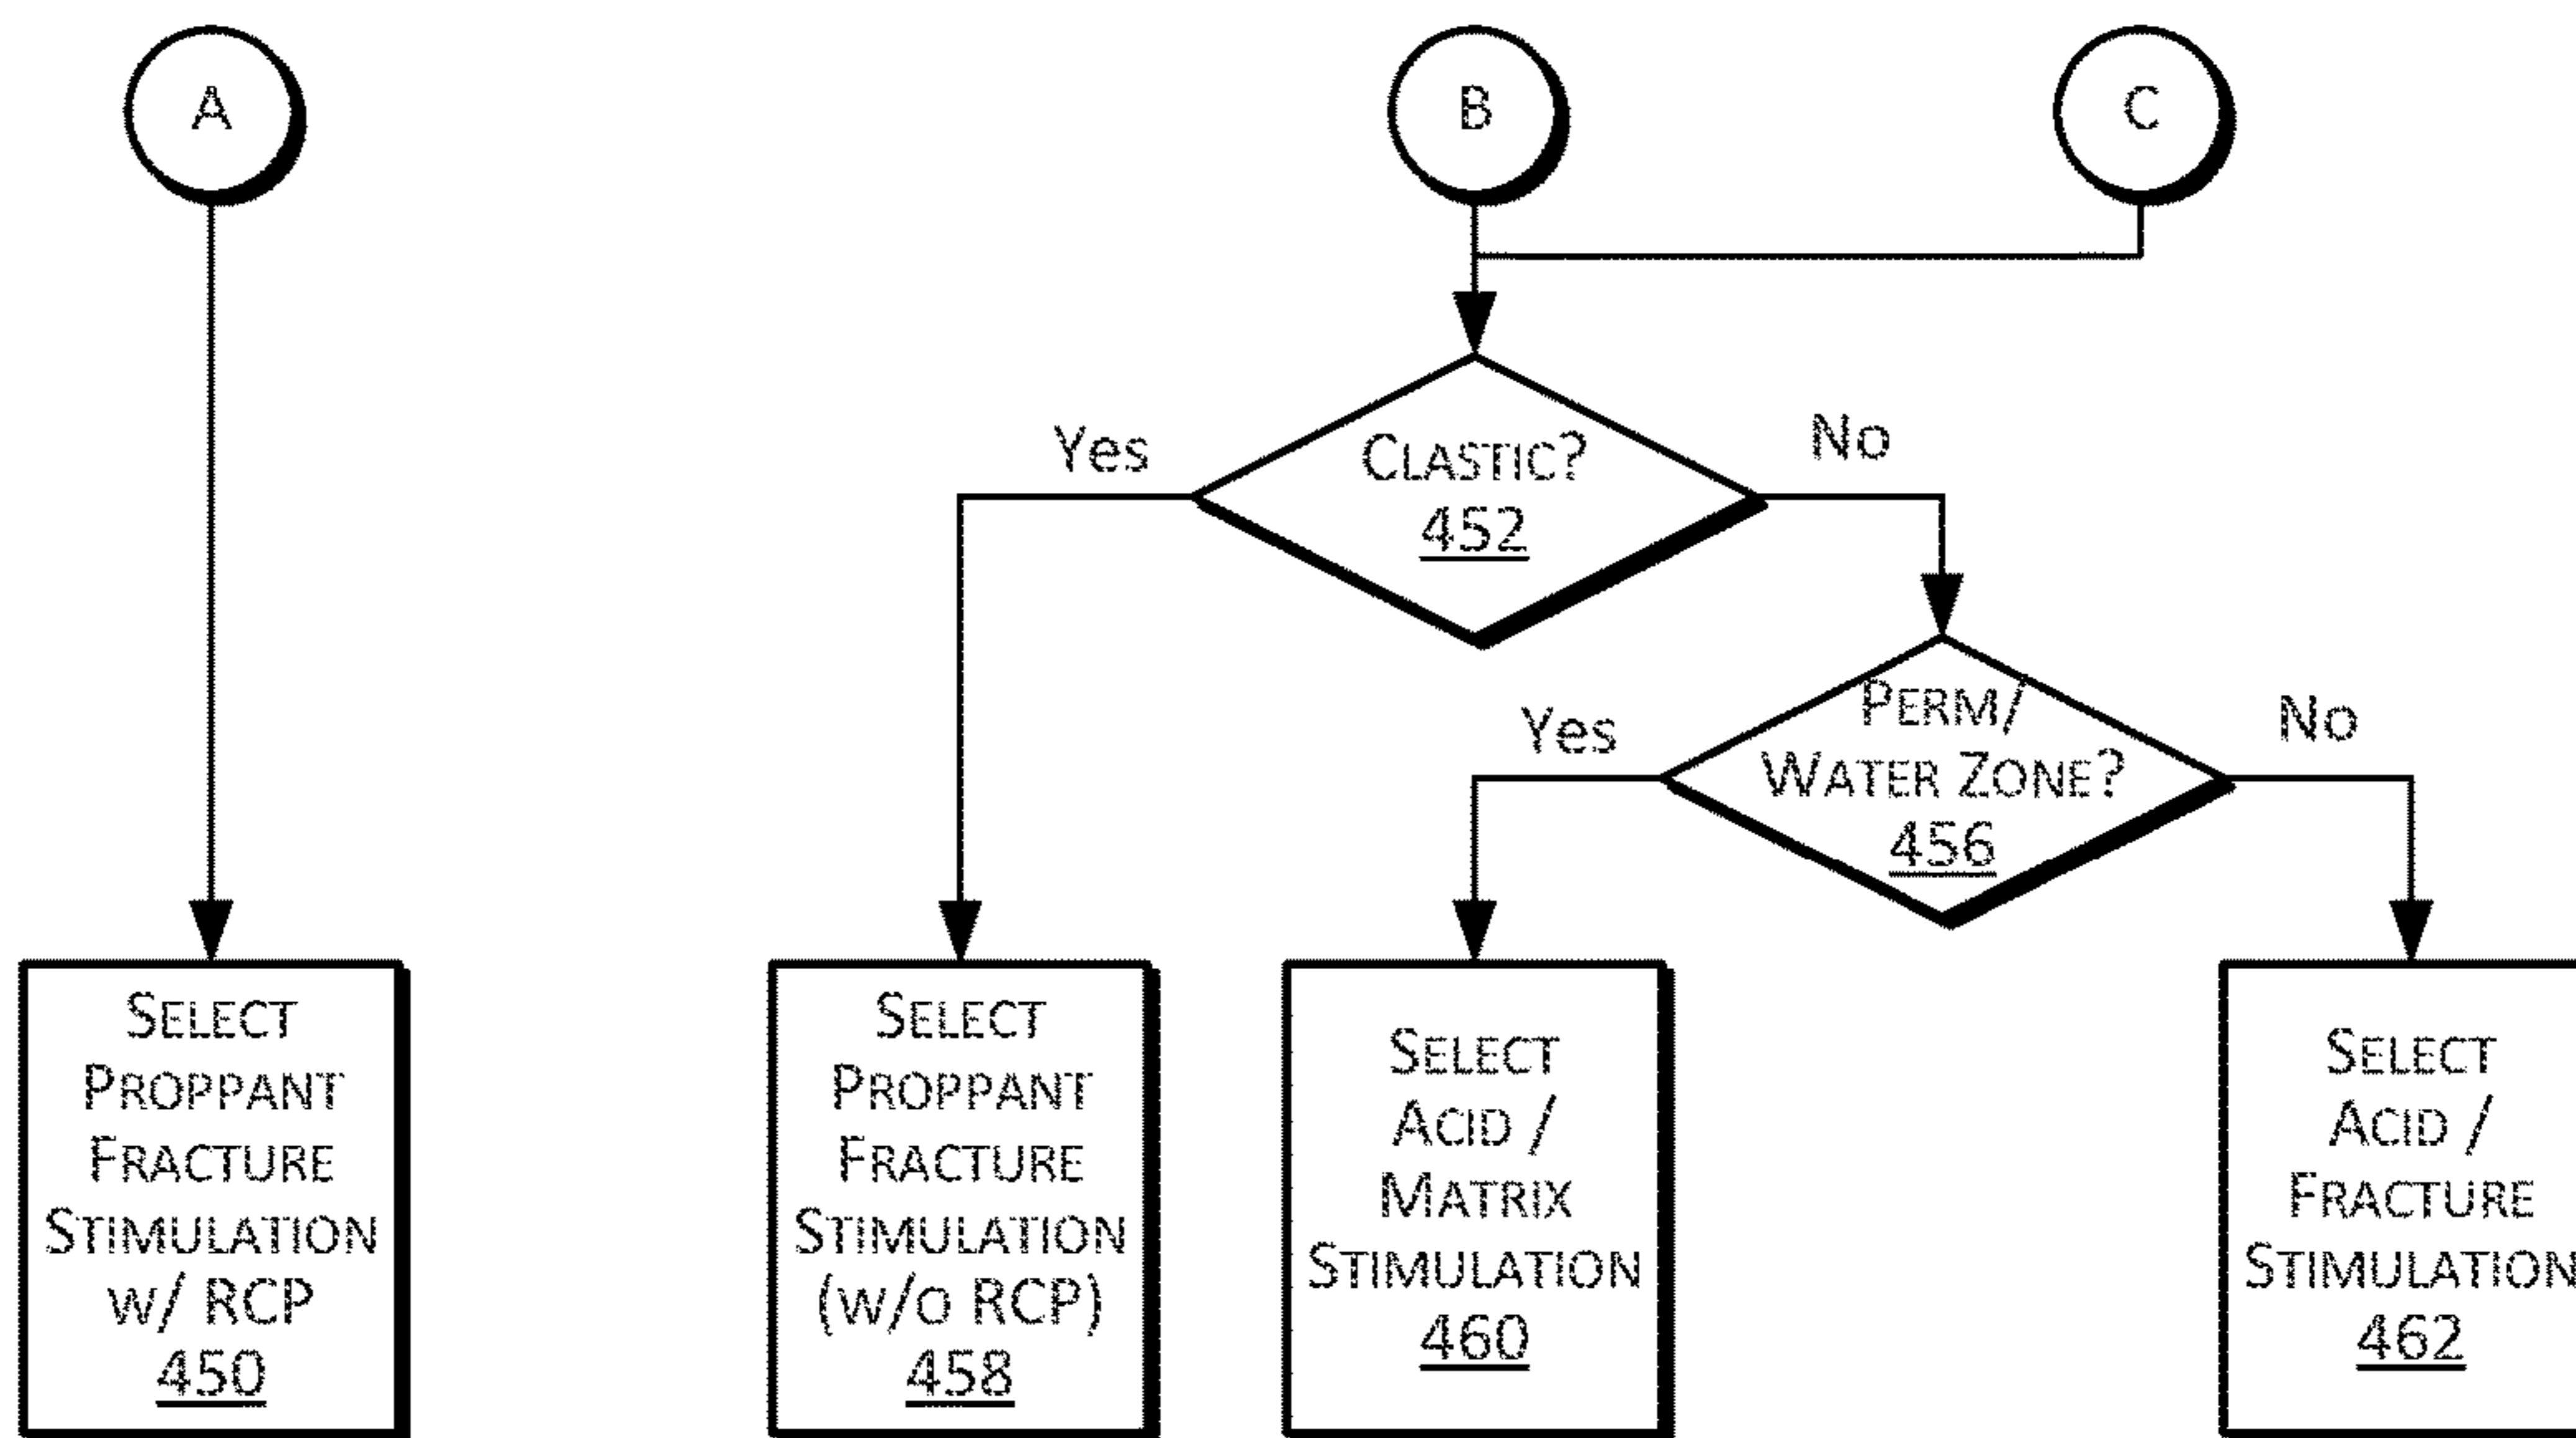 A
B
C
Yes
CLASTIC?
452
No
Yes
PERM/
WATER ZONE?
456
No
SELECT
PROPPANT
FRACTURE
STIMULATION
W/ RCP
450
SELECT
PROPPANT
FRACTURE
STIMULATION
(W/O RCP)
458
SELECT
ACID /
MATRIX
STIMULATION
460
SELECT
ACID /
FRACTURE
STIMULATION
462